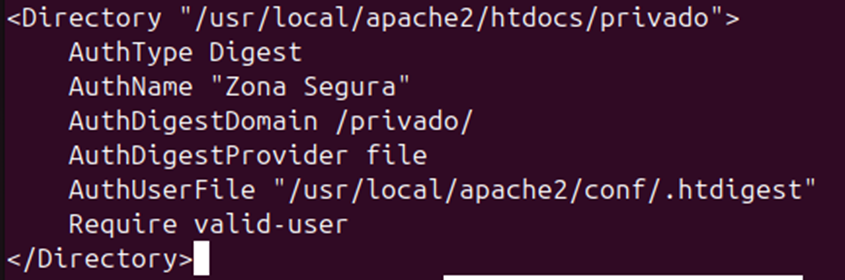 <Directory "/usr/local/apache2/htdocs/privado">
    AuthType Digest
    AuthName "Zona Segura"
    AuthDigestDomain /privado/
    AuthDigestProvider file
    AuthUserFile "/usr/local/apache2/conf/.htdigest"
    Require valid-user
</Directory>